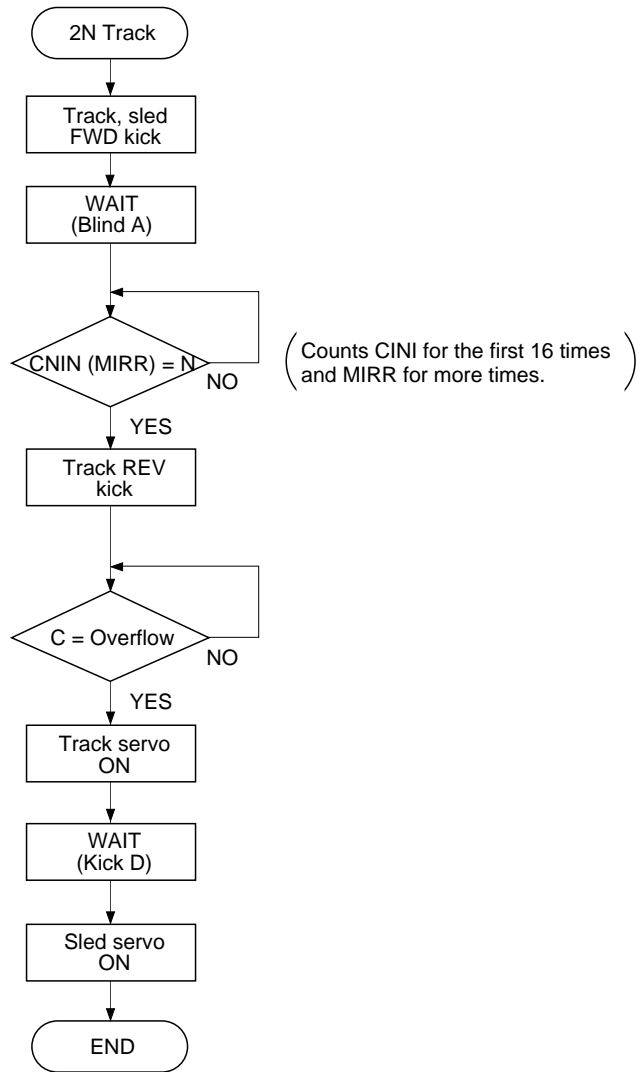 2N Track
Track, sled
FWD kick
WAIT
(Blind A)
CNIN (MIRR) = N
NO
(Counts CINI for the first 16 times
and MIRR for more times.)
YES
Track REV
kick
C = Overflow
NO
YES
Track servo
ON
WAIT
(Kick D)
Sled servo
ON
END